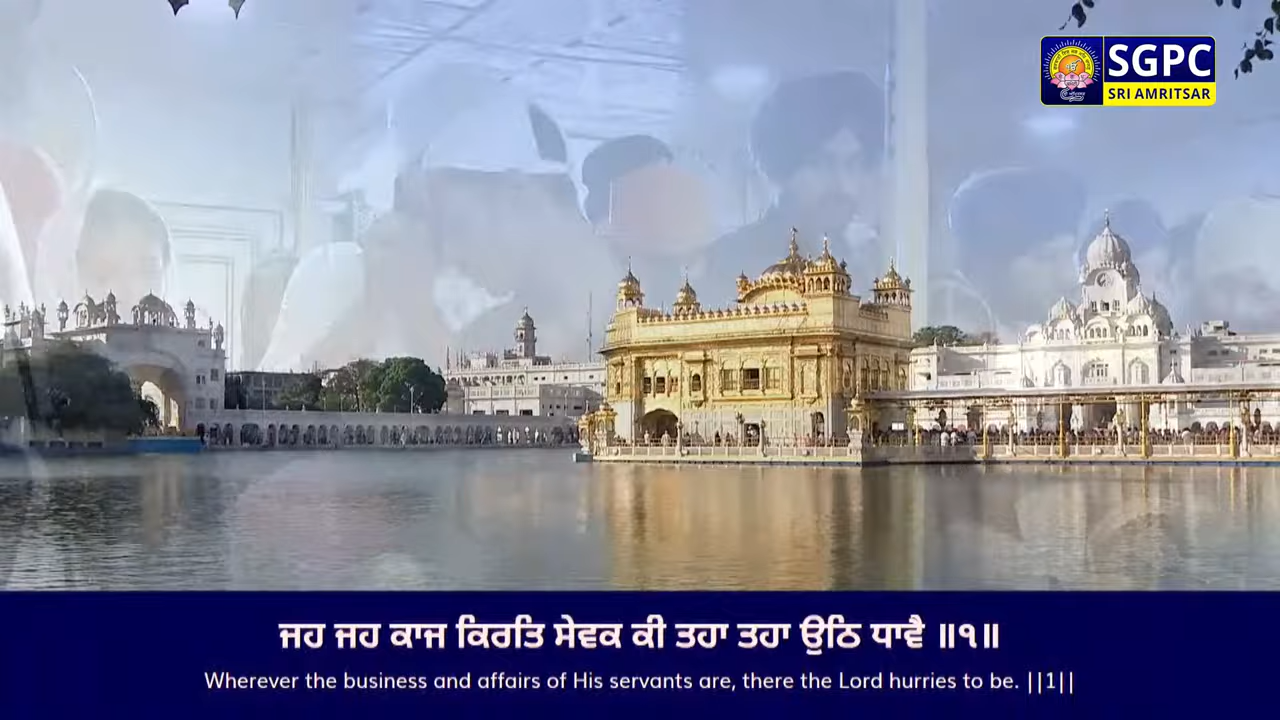 SGPC
SRI AMRITSAR
ਜਹ ਜਹ ਕਾਜ ਕਿਰਤਿ ਸੇਵਕ ਕੀ ਤਹਾ ਤਹਾ ਉਠਿ ਧਾਵੈ ॥੧॥
Wherever the business and affairs of His servants are, there the Lord hurries to be. ||1||